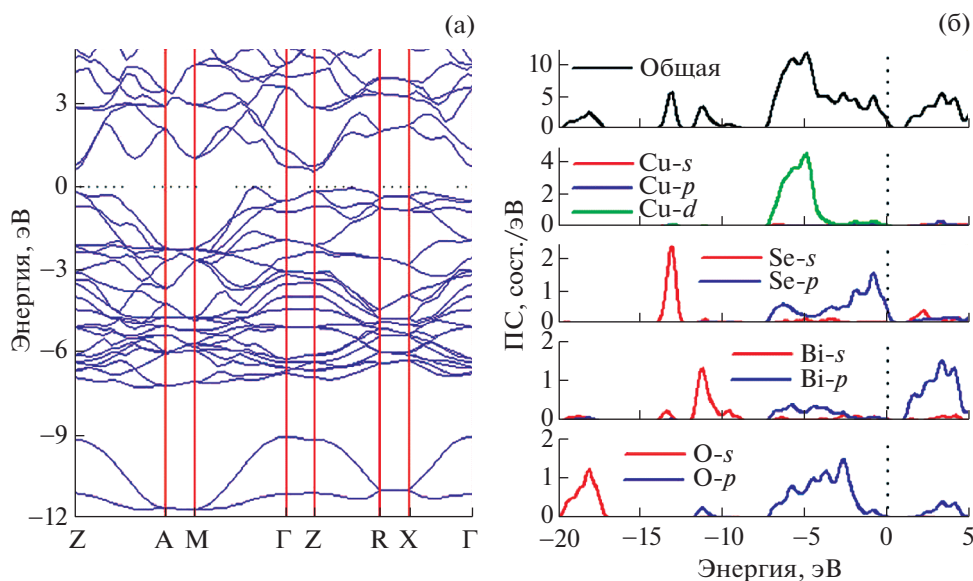 (а)
3
0
−3
−6
−9
−12
Энергия, эВ
Z A M Γ Z R X Γ
(б)
10
5
0
Общая
4
2
0
Cu-s
Cu-p
Cu-d
2
1
0
Se-s
Se-p
2
1
0
Bi-s
Bi-p
2
1
0
O-s
O-p
ПС, сост./эВ
−20 −15 −10 −5 0 5
Энергия, эВ